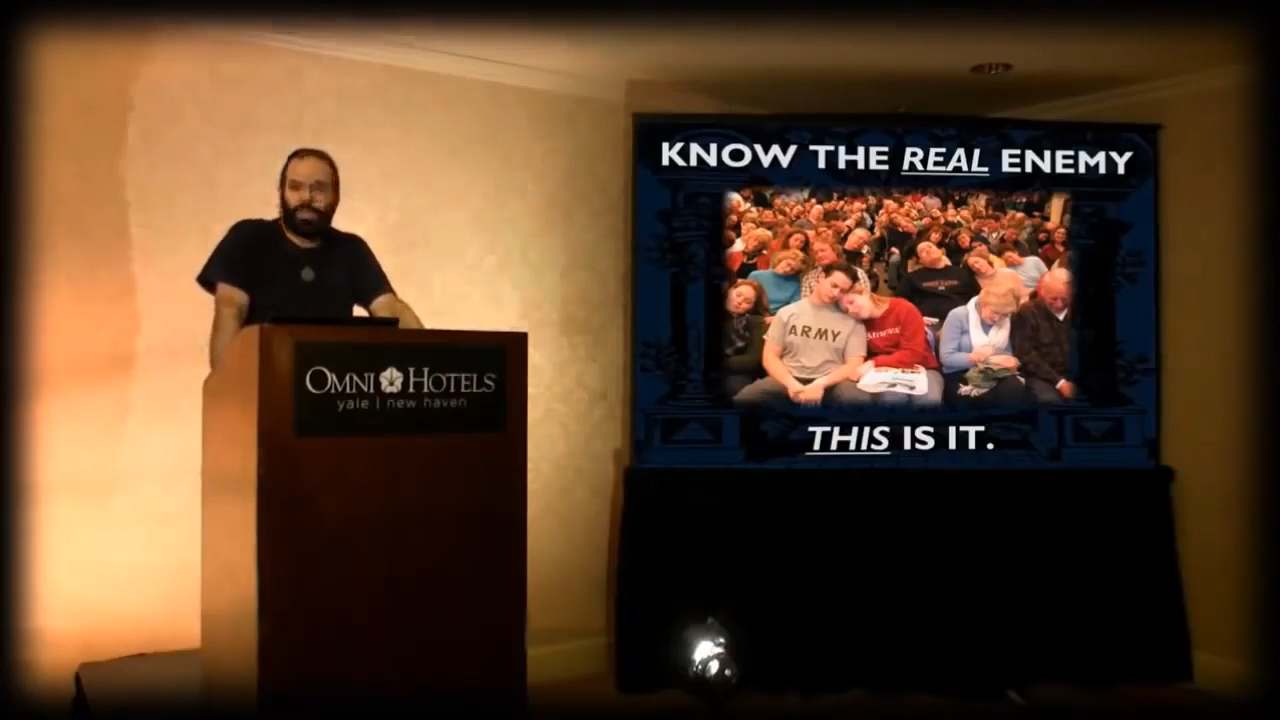 KNOW THE REAL ENEMY
ARMY
THIS IS IT.
OMNI HOTELS
yale | new haven